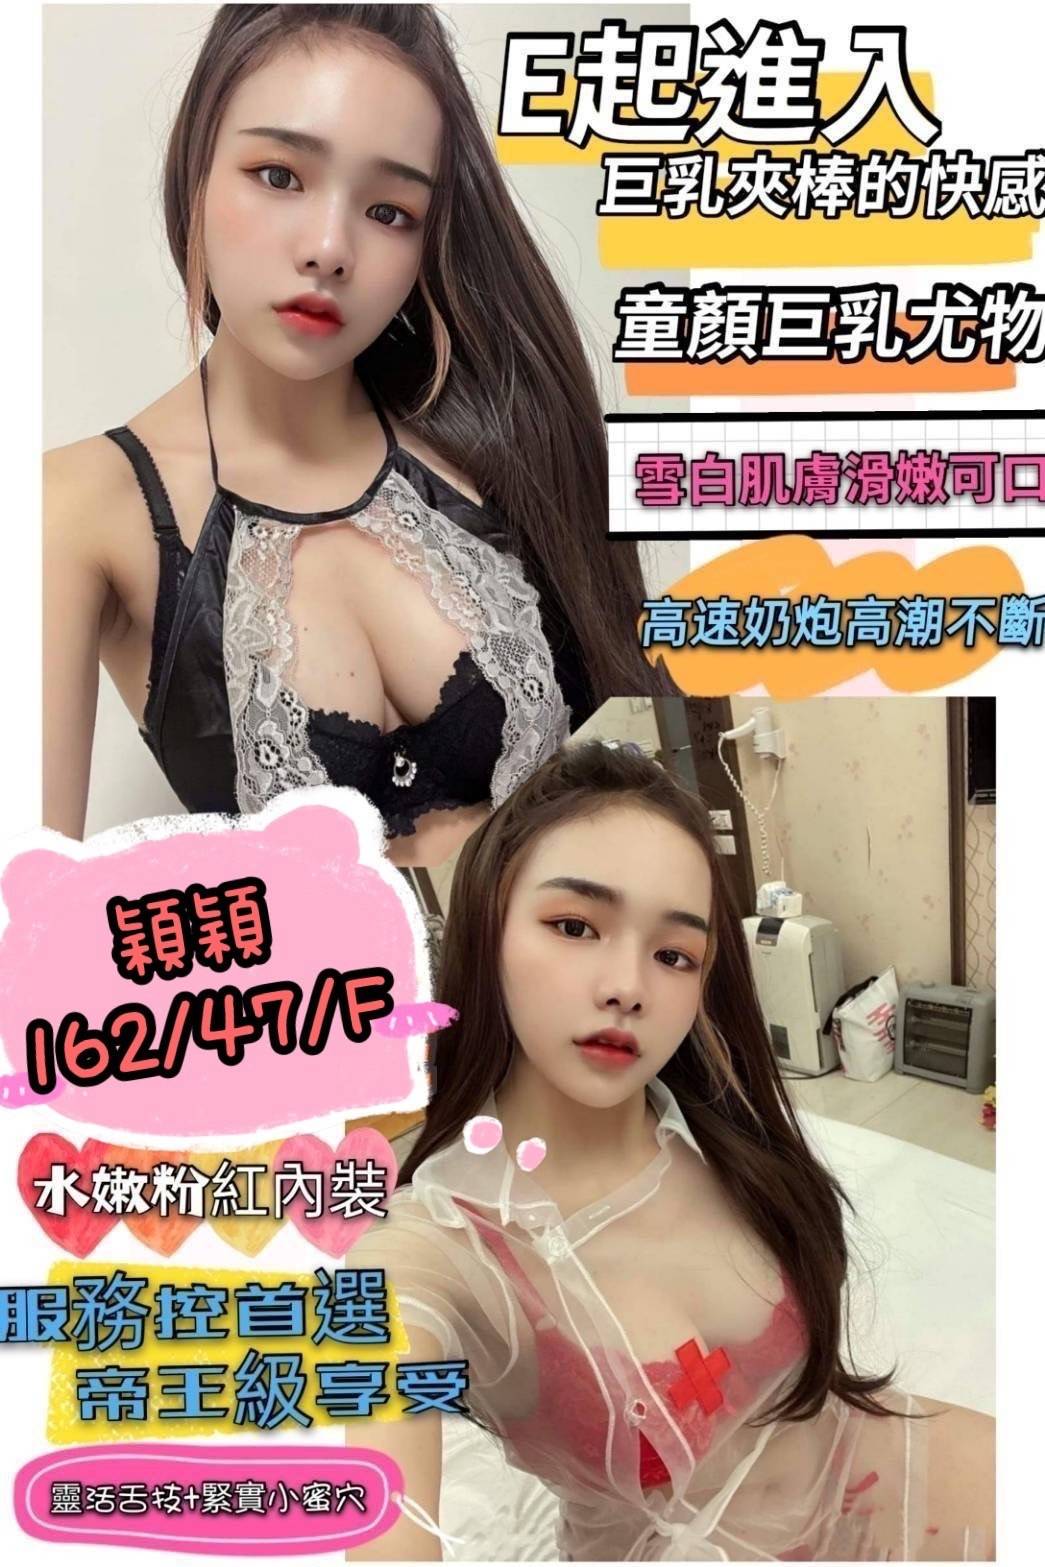 E起進入
巨乳夾棒的快感
童顏巨乳尤物
雪白肌膚滑嫩可口
高速奶炮高潮不斷
穎穎
162/47/F
水嫩粉紅內裝
服務控首選
帝王級享受
靈活舌技+緊實小蜜穴